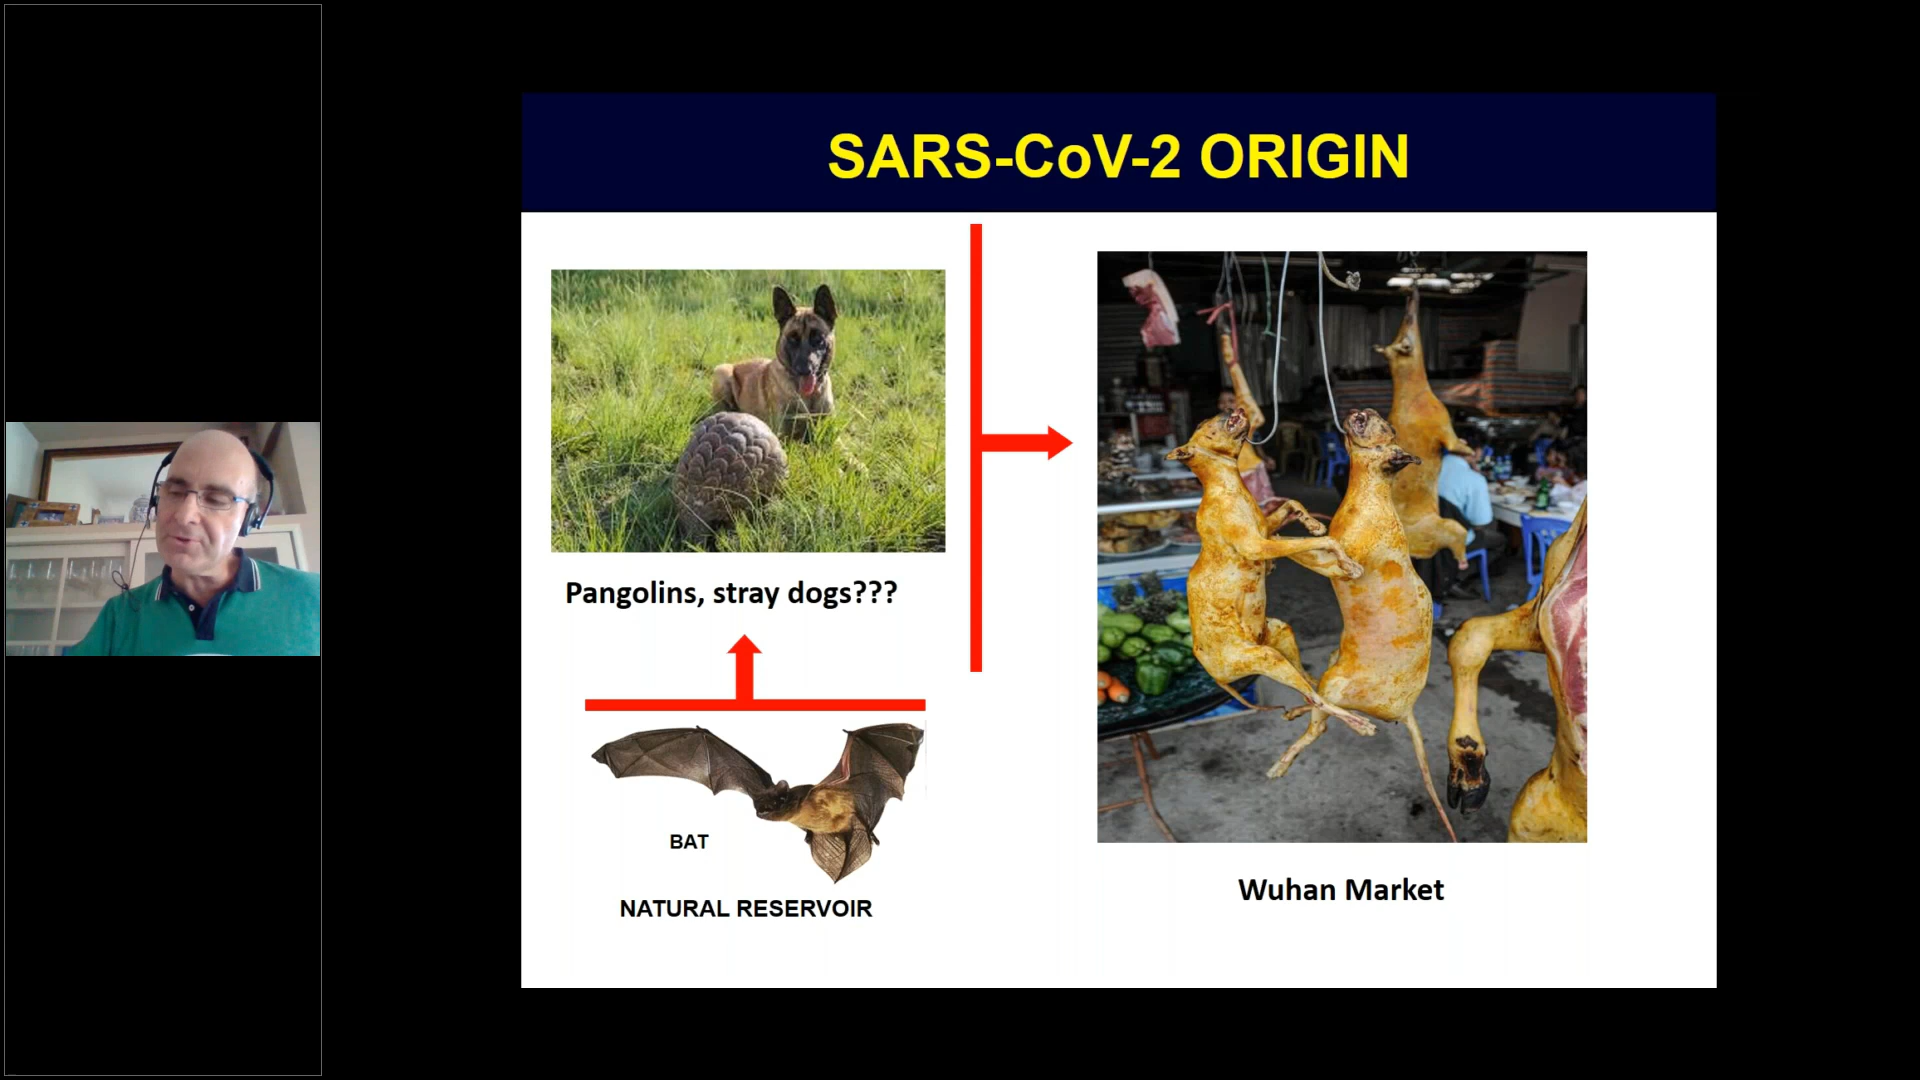 SARS-CoV-2 ORIGIN
Pangolins, stray dogs???
BAT
NATURAL RESERVOIR
Wuhan Market